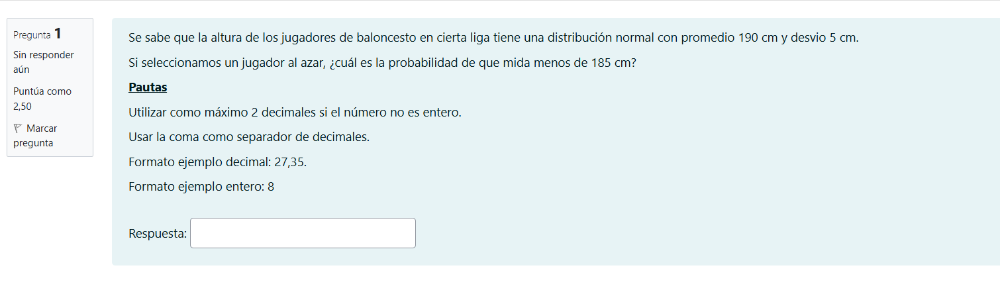 Pregunta 1
Sin responder
aún
Puntúa como
2,50
Marcar
pregunta
Se sabe que la altura de los jugadores de baloncesto en cierta liga tiene una distribución normal con promedio 190 cm y desvio 5 cm.
Si seleccionamos un jugador al azar, ¿cuál es la probabilidad de que mida menos de 185 cm?
Pautas
Utilizar como máximo 2 decimales si el número no es entero.
Usar la coma como separador de decimales.
Formato ejemplo decimal: 27,35.
Formato ejemplo entero: 8
Respuesta: